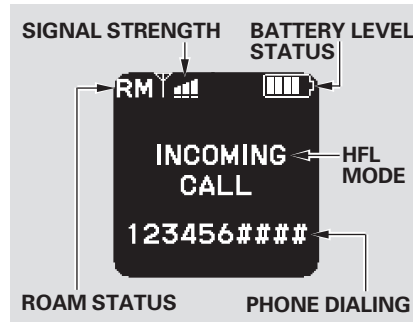 SIGNAL STRENGTH
BATTERY LEVEL
STATUS
RM
INCOMING
CALL
HFL
MODE
123456####
ROAM STATUS
PHONE DIALING